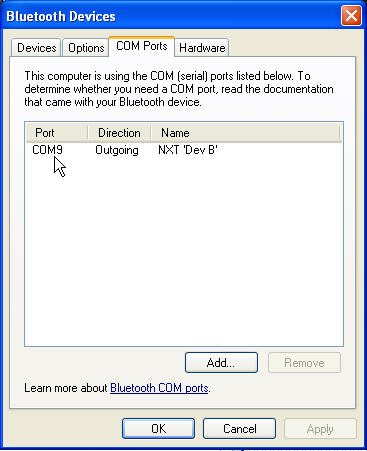 Bluetooth Devices
Devices Options COM Ports Hardware
This computer is using the COM (serial) ports listed below. To
determine whether you need a COM port, read the documentation
that came with your Bluetooth device.
Port Direction Name
COM9 Outgoing NXT 'Dev B'
Add... Remove
Learn more about Bluetooth COM ports.
OK Cancel Apply